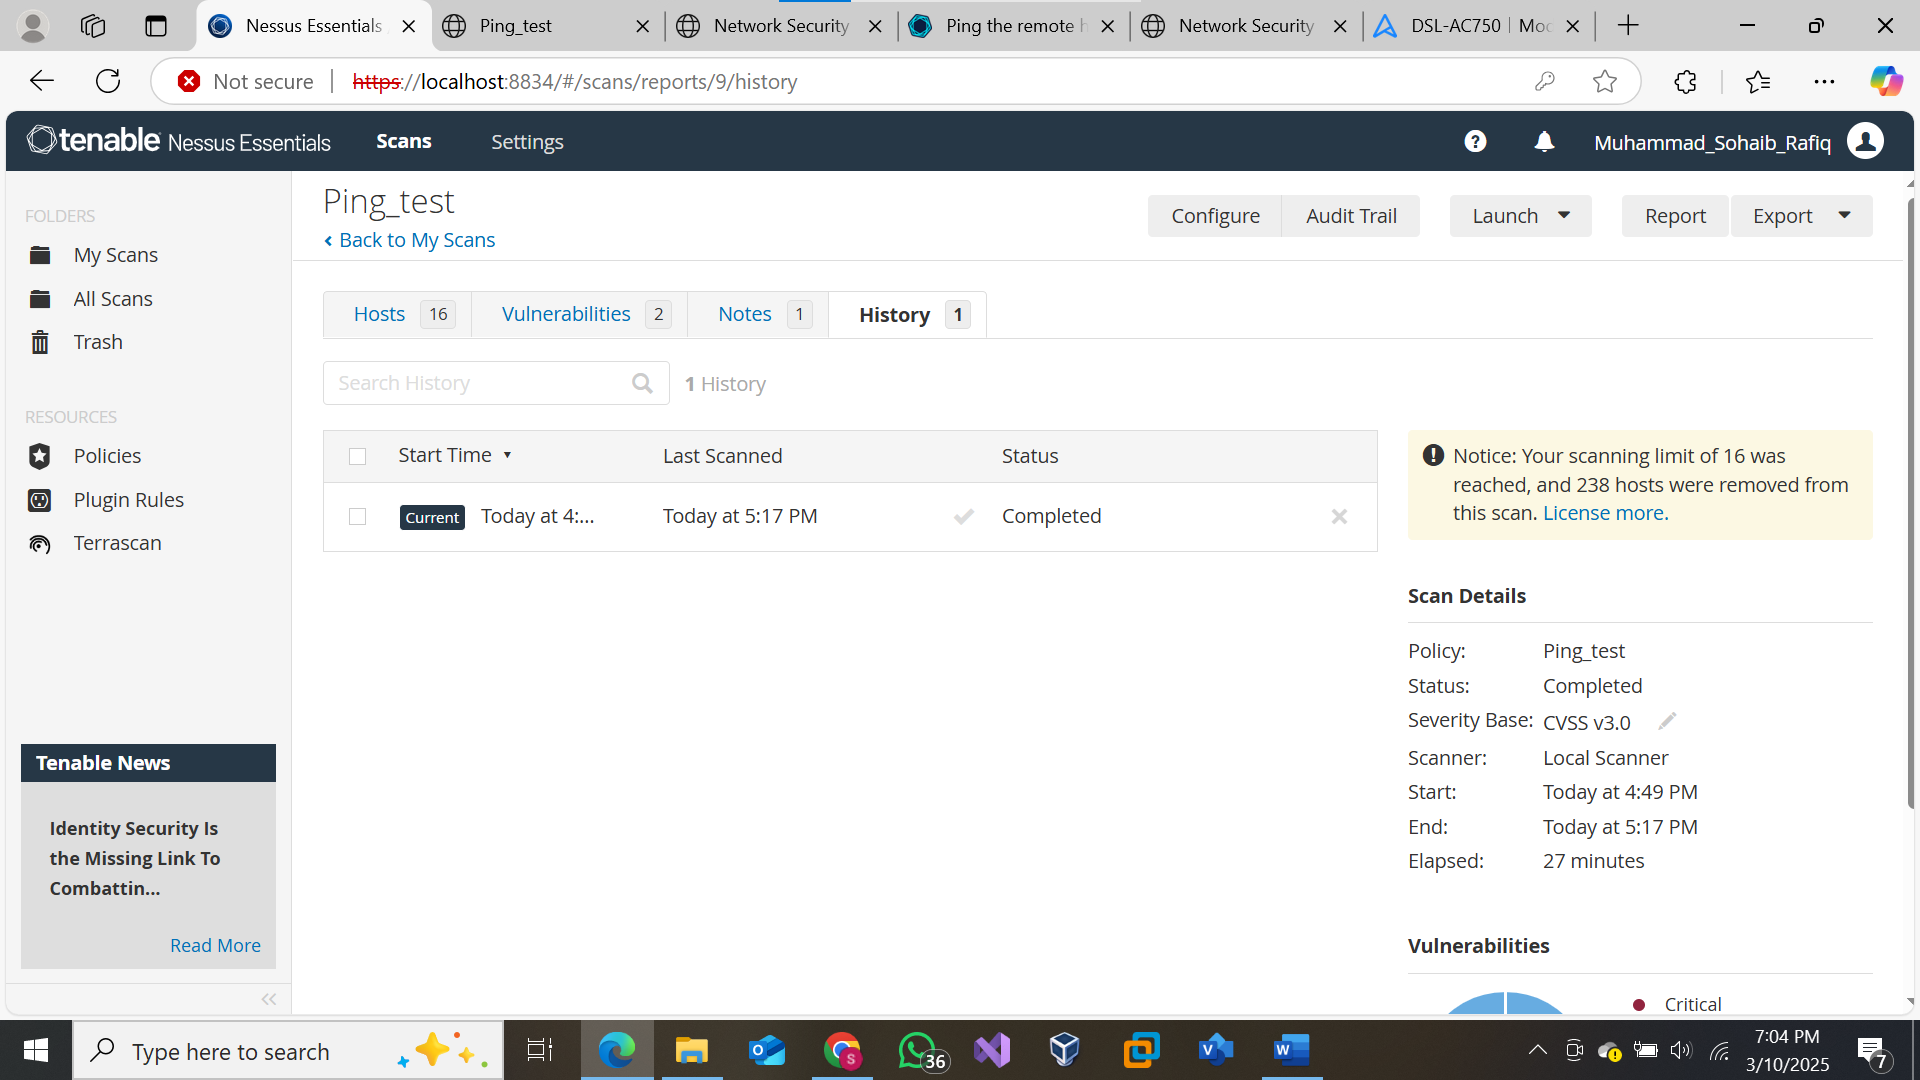 Nessus Essentials
Ping_test
Network Security
Ping the remote h
Network Security
DSL-AC750 | Moc
Not secure
https://localhost:8834/#/scans/reports/9/history
tenable Nessus Essentials
Scans
Settings
Muhammad_Sohaib_Rafiq
FOLDERS
My Scans
All Scans
Trash
RESOURCES
Policies
Plugin Rules
Terrascan
Tenable News
Identity Security Is
the Missing Link To
Combattin...
Read More
Ping_test
Back to My Scans
Configure
Audit Trail
Launch
Report
Export
Hosts 16
Vulnerabilities 2
Notes 1
History 1
Search History
1 History
Start Time
Last Scanned
Status
Current
Today at 4:...
Today at 5:17 PM
Completed
Notice: Your scanning limit of 16 was
reached, and 238 hosts were removed from
this scan. License more.
Scan Details
Policy: Ping_test
Status: Completed
Severity Base: CVSS v3.0
Scanner: Local Scanner
Start: Today at 4:49 PM
End: Today at 5:17 PM
Elapsed: 27 minutes
Vulnerabilities
Critical
Type here to search
36
7:04 PM
3/10/2025
7